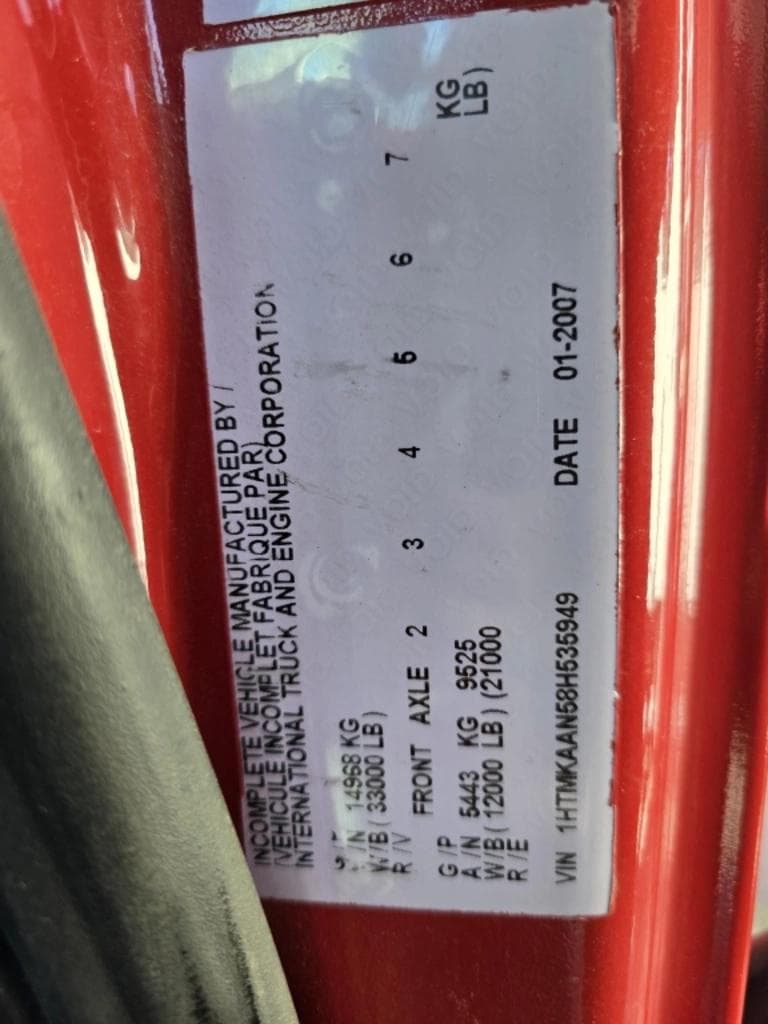 INCOMPLETE VEHICLE MANUFACTURED BY /
(VEHICULE INCOMPLET FABRIQUE PAR)
INTERNATIONAL TRUCK AND ENGINE CORPORATION
/N 14968 KG
W/B ( 33000 LB )
R /V
FRONT AXLE 2 3 4 5 6 7
G /P
A /N 5443 KG 9525 KG
W/B ( 12000 LB ) (21000 LB )
R /E
VIN 1HTMKAAN58H535949 DATE 01-2007